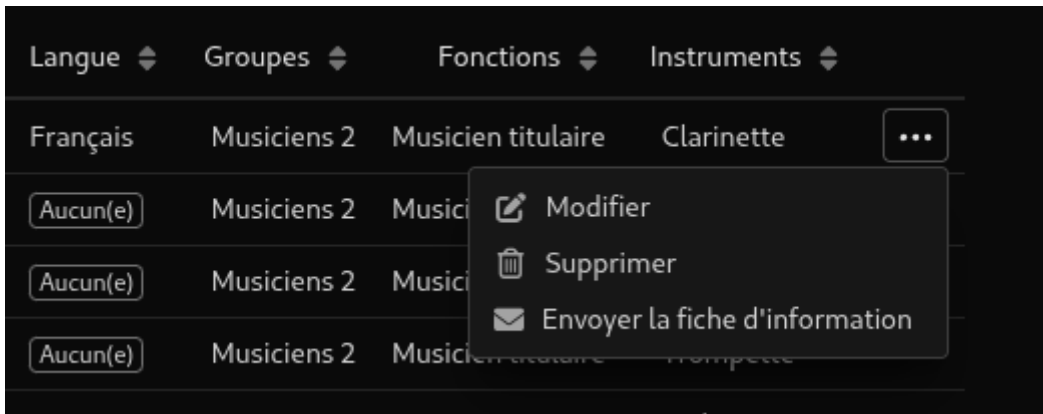 Langue Groupes Fonctions Instruments
Français Musiciens 2 Musicien titulaire Clarinette ...
Aucun(e) Musiciens 2
Modifier
Aucun(e) Musiciens 2
Supprimer
Aucun(e) Musiciens 2
Envoyer la fiche d'information